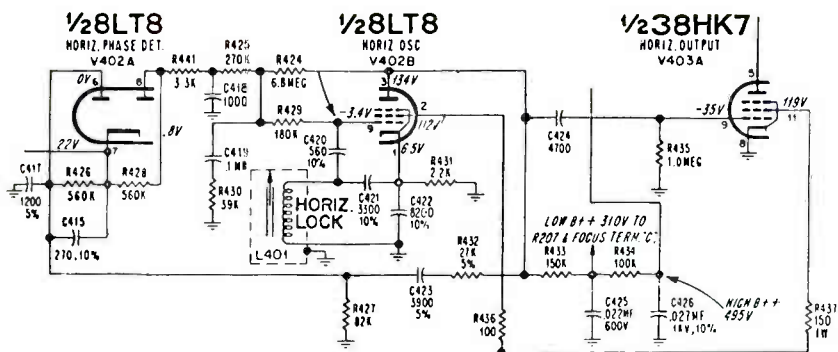 ½8LT8
HORIZ. PHASE DET.
V402A
½8LT8
HORIZ OSC
V402B
½38HK7
HORIZ. OUTPUT
V403A
0V
6
8
R441
3.3K
R425
270K
R424
6.8MEG
C418
1000
3
134V
-3.4V
9
2
112V
1
6.5V
5
-35V
9
8
119V
11
22V
7
.8V
R429
180K
C420
560
10%
C424
4700
R435
1.0MEG
C417
1200
5%
R426
560K
R428
560K
C419
.1 MF
R430
39K
C415
270,10%
HORIZ.
LOCK
L401
C421
3300
10%
R431
2.2K
C422
8200
10%
LOW B++ 310V TO
R207 & FOCUS TERM."C"
R432
27K
5%
R433
150K
R434
100K
C423
3900
5%
R427
82K
R436
100
C425
.022MF
600V
C426
.027MF
1KV,10%
HIGH B++
495V
R437
150
1W